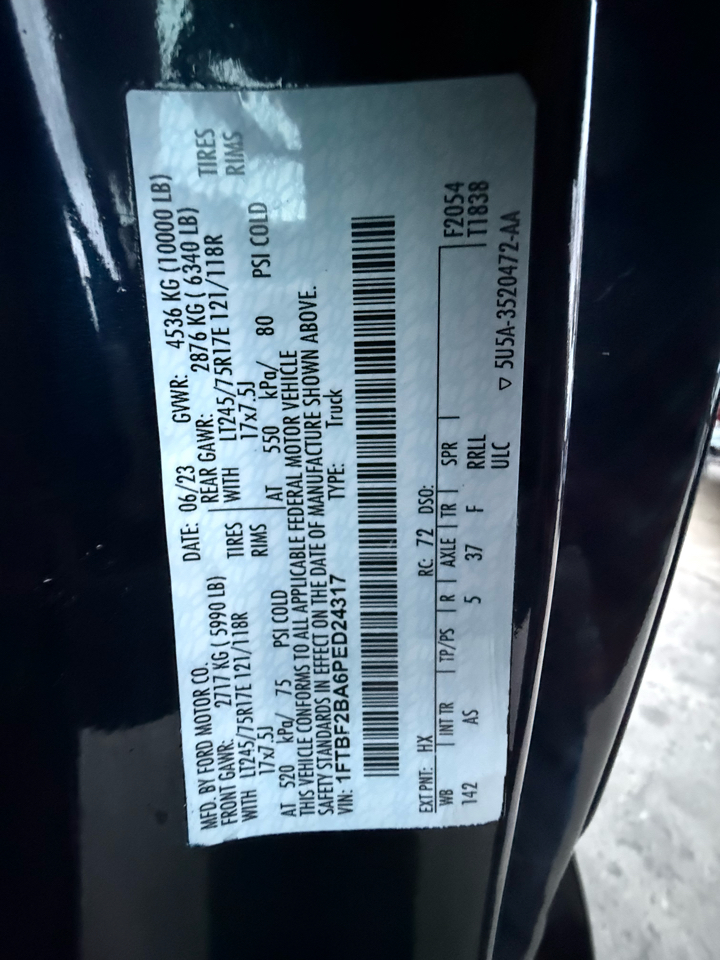 MFD. BY FORD MOTOR CO.
DATE: 06/23 GVWR: 4536 KG (10000 LB)
FRONT GAWR: 2717 KG ( 5990 LB) REAR GAWR: 2876 KG ( 6340 LB)
WITH LT245/75R17E 121/118R TIRES WITH LT245/75R17E 121/118R TIRES
17x7.5J RIMS 17x7.5J RIMS
AT 520 kPa/ 75 PSI COLD AT 550 kPa/ 80 PSI COLD
THIS VEHICLE CONFORMS TO ALL APPLICABLE FEDERAL MOTOR VEHICLE
SAFETY STANDARDS IN EFFECT ON THE DATE OF MANUFACTURE SHOWN ABOVE.
VIN: 1FTBF2BA6PED24317 TYPE: Truck
EXT PNT: HX RC: 72 DSO:
WB INT TR TP/PS R AXLE TR SPR F2054
142 AS 5 37 F RRLL T1838
ULC
▽ 5U5A-3520472-AA